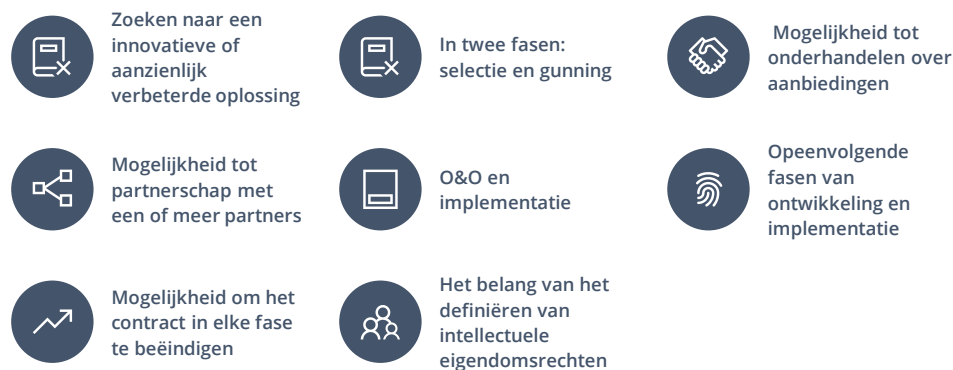 Zoeken naar een
innovatieve of
aanzienlijk
verbeterde oplossing
In twee fasen:
selectie en gunning
Mogelijkheid tot
onderhandelen over
aanbiedingen
Mogelijkheid tot
partnerschap met
een of meer partners
O&O en
implementatie
Opeenvolgende
fasen van
ontwikkeling en
implementatie
Mogelijkheid om het
contract in elke fase
te beëindigen
Het belang van het
definiëren van
intellectuele
eigendomsrechten